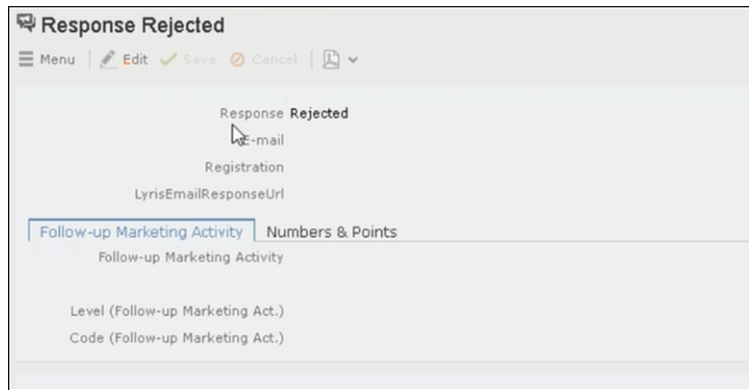 Response Rejected
Menu Edit Save Cancel
Response Rejected
E-mail
Registration
LyrisEmailResponseUrl
Follow-up Marketing Activity Numbers & Points
Follow-up Marketing Activity
Level (Follow-up Marketing Act.)
Code (Follow-up Marketing Act.)